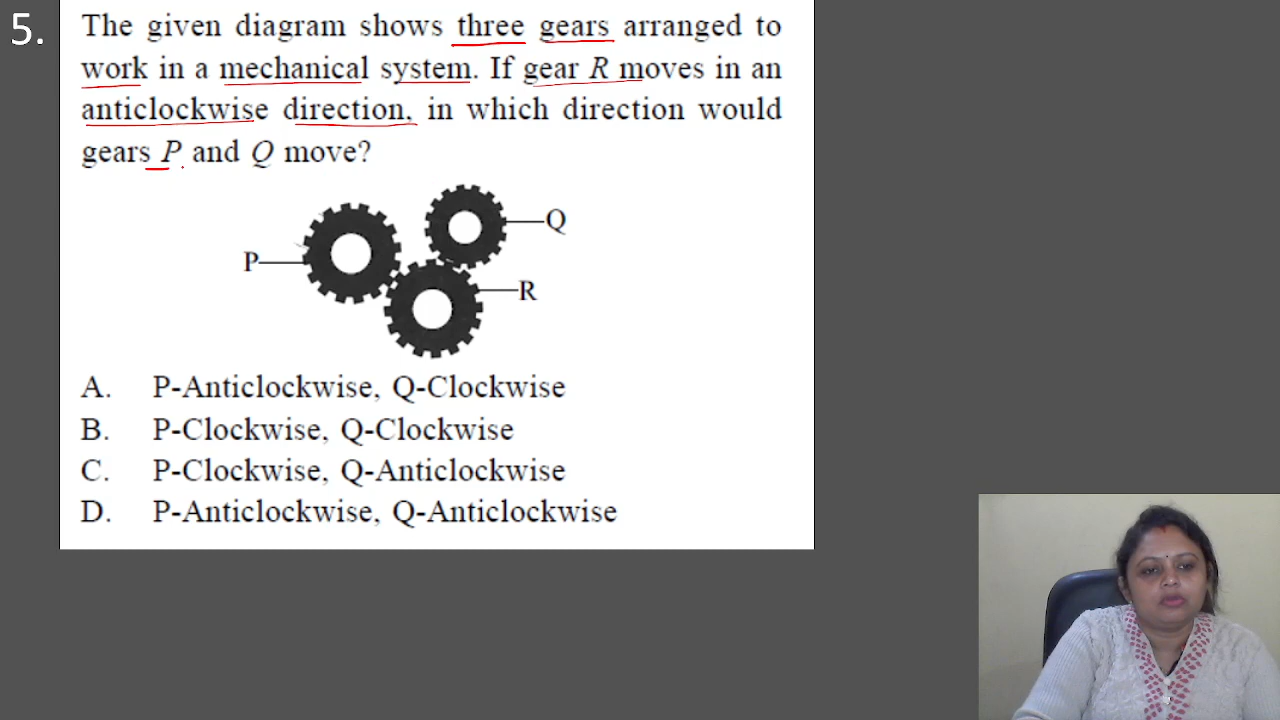 5.
The given diagram shows three gears arranged to
work in a mechanical system. If gear R moves in an
anticlockwise direction, in which direction would
gears P and Q move?
Q
P
R
A. P-Anticlockwise, Q-Clockwise
B. P-Clockwise, Q-Clockwise
C. P-Clockwise, Q-Anticlockwise
D. P-Anticlockwise, Q-Anticlockwise